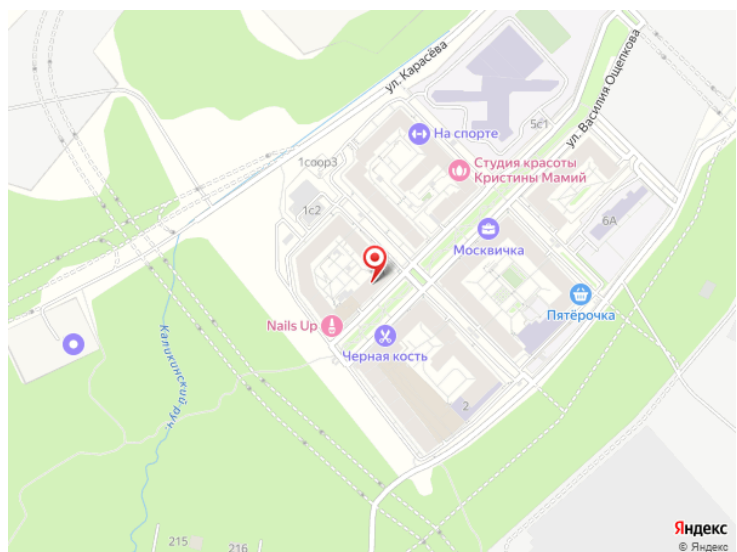 ул. Карасёва
ул. Василия Ощепкова
5с1
На спорте
1соор3
Студия красоты
Кристины Мамий
1с2
6А
Москвичка
Пятёрочка
Nails Up
Черная кость
Каликинский руч.
2
215
216
Яндекс
© Яндекс